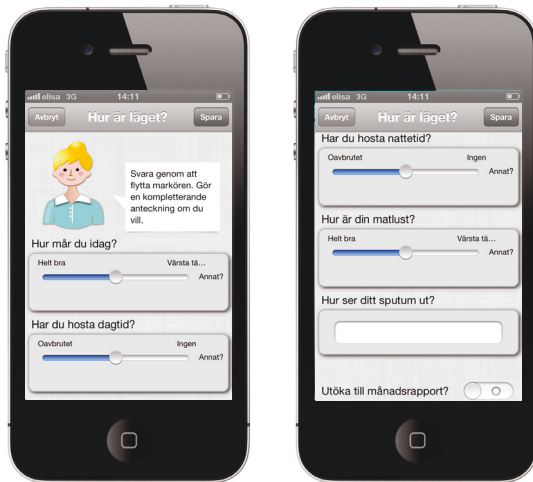 elisa 3G 14:11
Avbryt Hur är läget? Spara
Svara genom att
flytta markören. Gör
en kompletterande
anteckning om du
vill.
Hur mår du idag?
Helt bra Värsta tä...
Annat?
Har du hosta dagtid?
Oavbrutet Ingen
Annat?
elisa 3G 14:11
Avbryt Hur är läget? Spara
Har du hosta nattetid?
Oavbrutet Ingen
Annat?
Hur är din matlust?
Helt bra Värsta tä...
Annat?
Hur ser ditt sputum ut?
Utöka till månadsrapport?